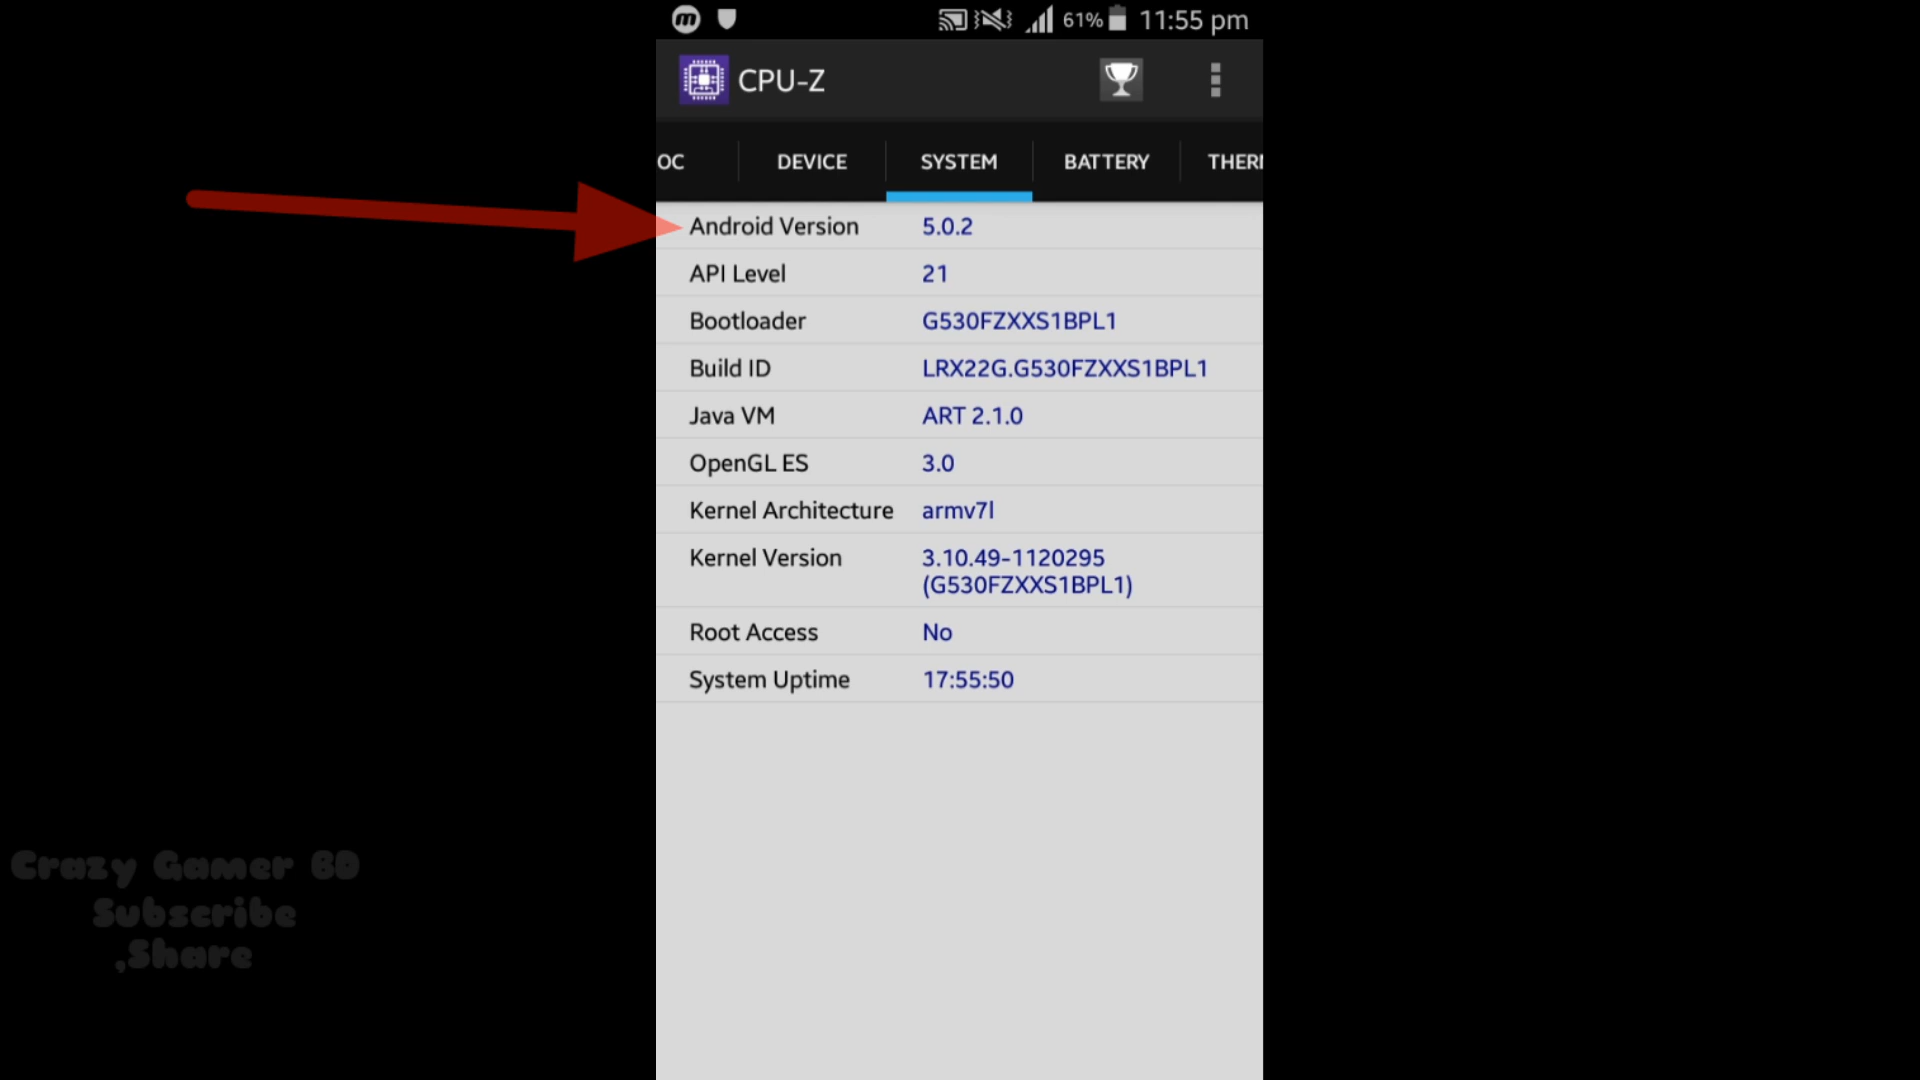 61% 11:55 pm
CPU-Z
OC DEVICE SYSTEM BATTERY THERM
Android Version 5.0.2
API Level 21
Bootloader G530FZXXS1BPL1
Build ID LRX22G.G530FZXXS1BPL1
Java VM ART 2.1.0
OpenGL ES 3.0
Kernel Architecture armv7l
Kernel Version 3.10.49-1120295
(G530FZXXS1BPL1)
Root Access No
System Uptime 17:55:50
Crazy Gamer BD
Subscribe
,Share